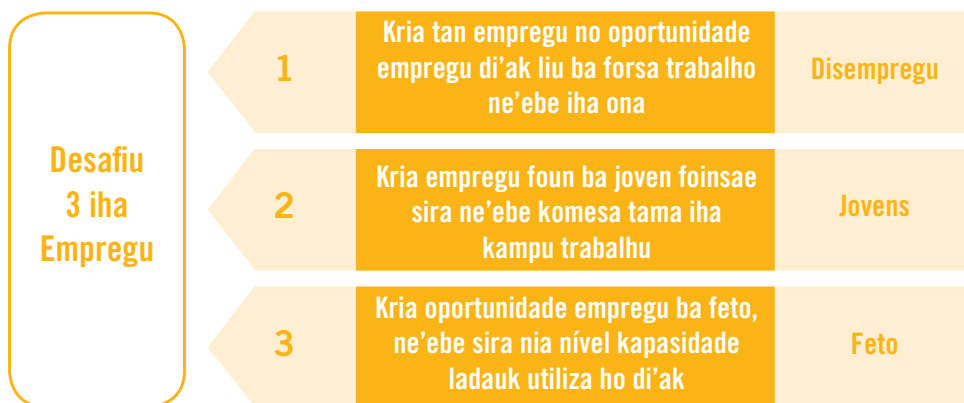 Desafiu
3 iha
Empregu
1
Kria tan empregu no oportunidade
empregu di’ak liu ba forsa trabalho
ne’ebe iha ona
Disempregu
2
Kria empregu foun ba joven foinsae
sira ne’ebe komesa tama iha
kampu trabalhu
Jovens
3
Kria oportunidade empregu ba feto,
ne’ebe sira nia nível kapasidade
ladauk utiliza ho di’ak
Feto